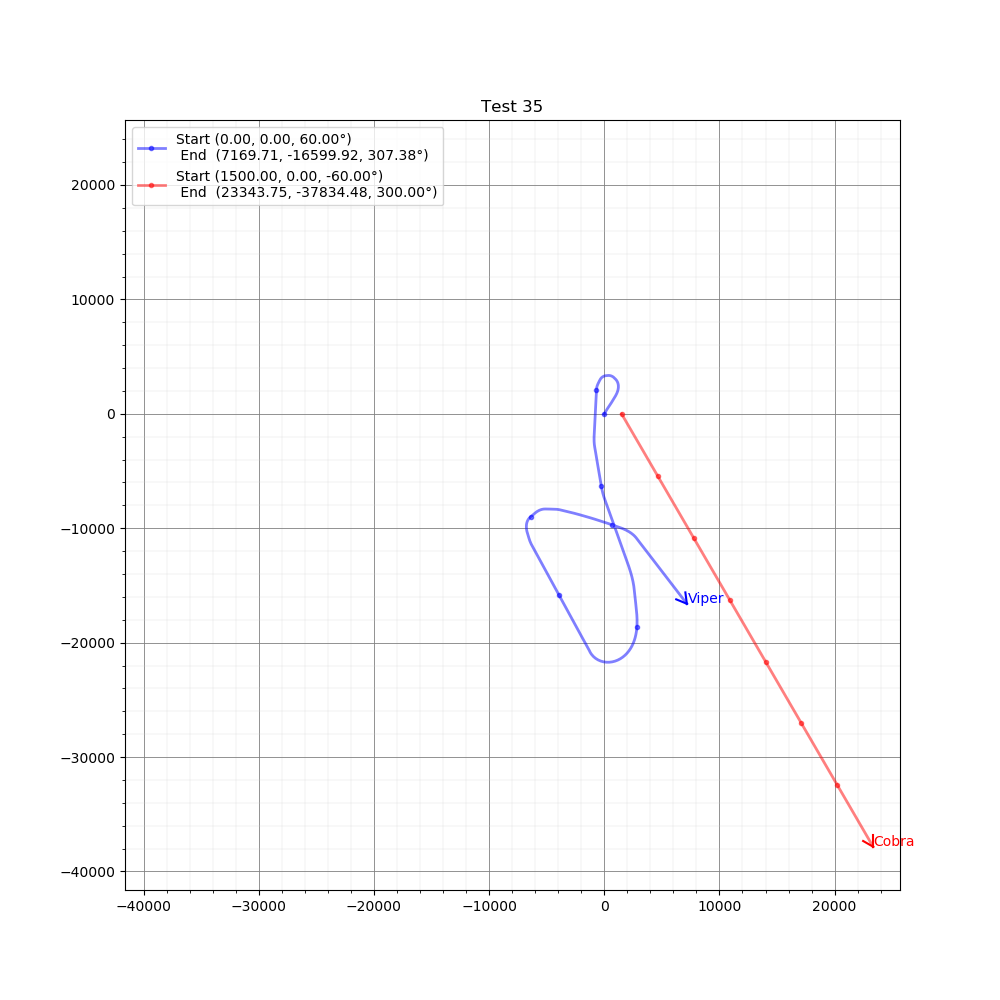 Test 35
Start (0.00, 0.00, 60.00°)
End  (7169.71, -16599.92, 307.38°)
Start (1500.00, 0.00, -60.00°)
End  (23343.75, -37834.48, 300.00°)
20000
10000
0
−10000
−20000
−30000
−40000
Viper
Cobra
−40000
−30000
−20000
−10000
0
10000
20000